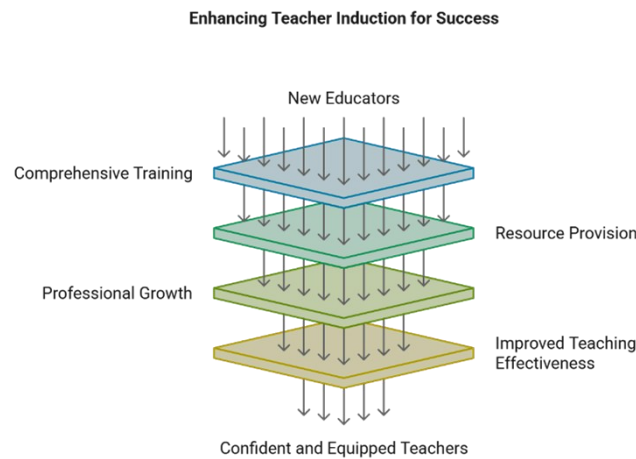 Enhancing Teacher Induction for Success
New Educators
Comprehensive Training
Resource Provision
Professional Growth
Improved Teaching
Effectiveness
Confident and Equipped Teachers